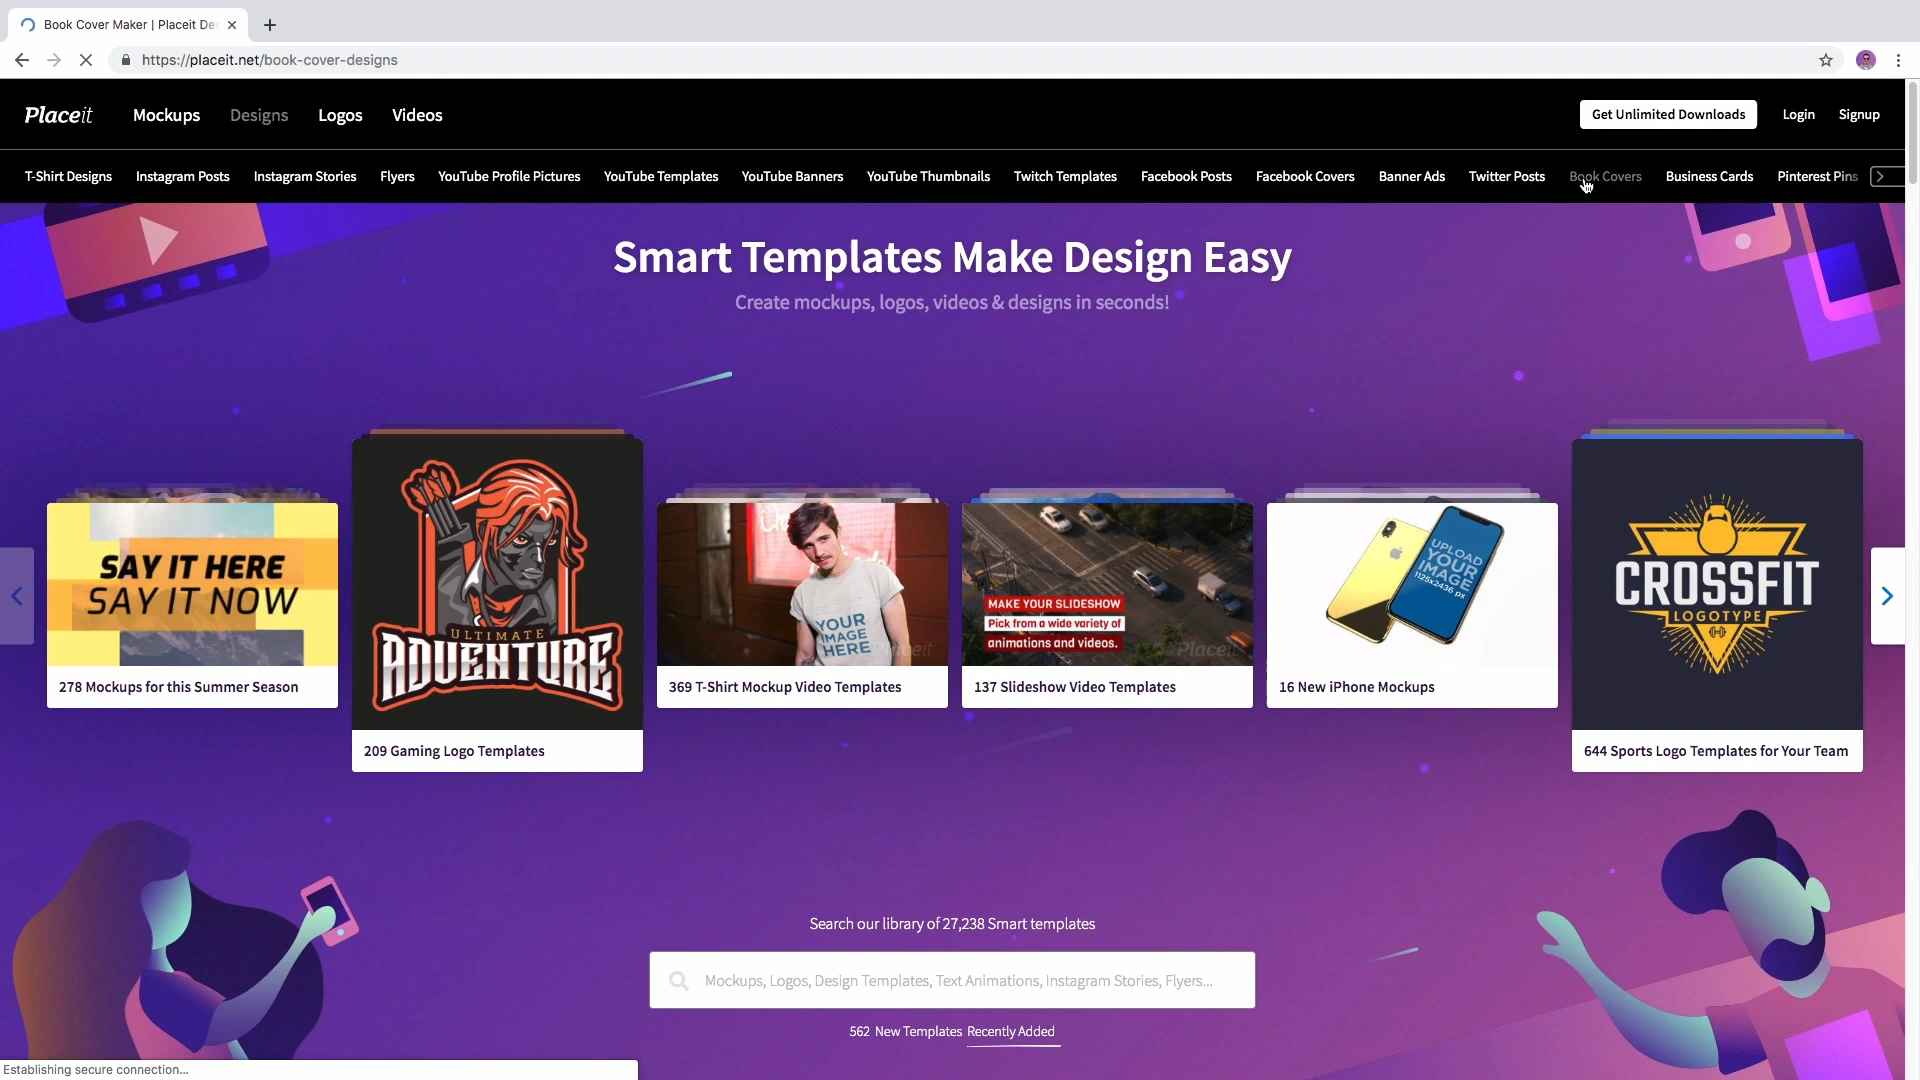 Book Cover Maker | Placeit De
https://placeit.net/book-cover-designs
Placeit
Mockups
Designs
Logos
Videos
Get Unlimited Downloads
Login
Signup
T-Shirt Designs
Instagram Posts
Instagram Stories
Flyers
YouTube Profile Pictures
YouTube Templates
YouTube Banners
YouTube Thumbnails
Twitch Templates
Facebook Posts
Facebook Covers
Banner Ads
Twitter Posts
Book Covers
Business Cards
Pinterest Pins
Smart Templates Make Design Easy
Create mockups, logos, videos & designs in seconds!
SAY IT HERE
SAY IT NOW
278 Mockups for this Summer Season
ULTIMATE
ADVENTURE
209 Gaming Logo Templates
YOUR
IMAGE
HERE
Placeit
369 T-Shirt Mockup Video Templates
MAKE YOUR SLIDESHOW
Pick from a wide variety of
animations and videos.
Placeit
137 Slideshow Video Templates
UPLOAD
YOUR
IMAGE
1125x2436 px
16 New iPhone Mockups
CROSSFIT
LOGOTYPE
644 Sports Logo Templates for Your Team
Search our library of 27,238 Smart templates
Mockups, Logos, Design Templates, Text Animations, Instagram Stories, Flyers...
562 New Templates Recently Added
Establishing secure connection...